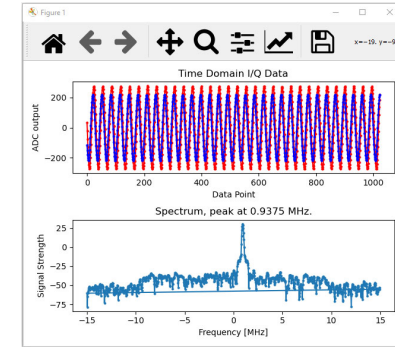 Figure 1
x=-19. y=-9
Time Domain I/Q Data
200
0
−200
ADC output
0 200 400 600 800 1000
Data Point
Spectrum, peak at 0.9375 MHz.
25
0
−25
−50
−75
Signal Strength
−15 −10 −5 0 5 10 15
Frequency [MHz]